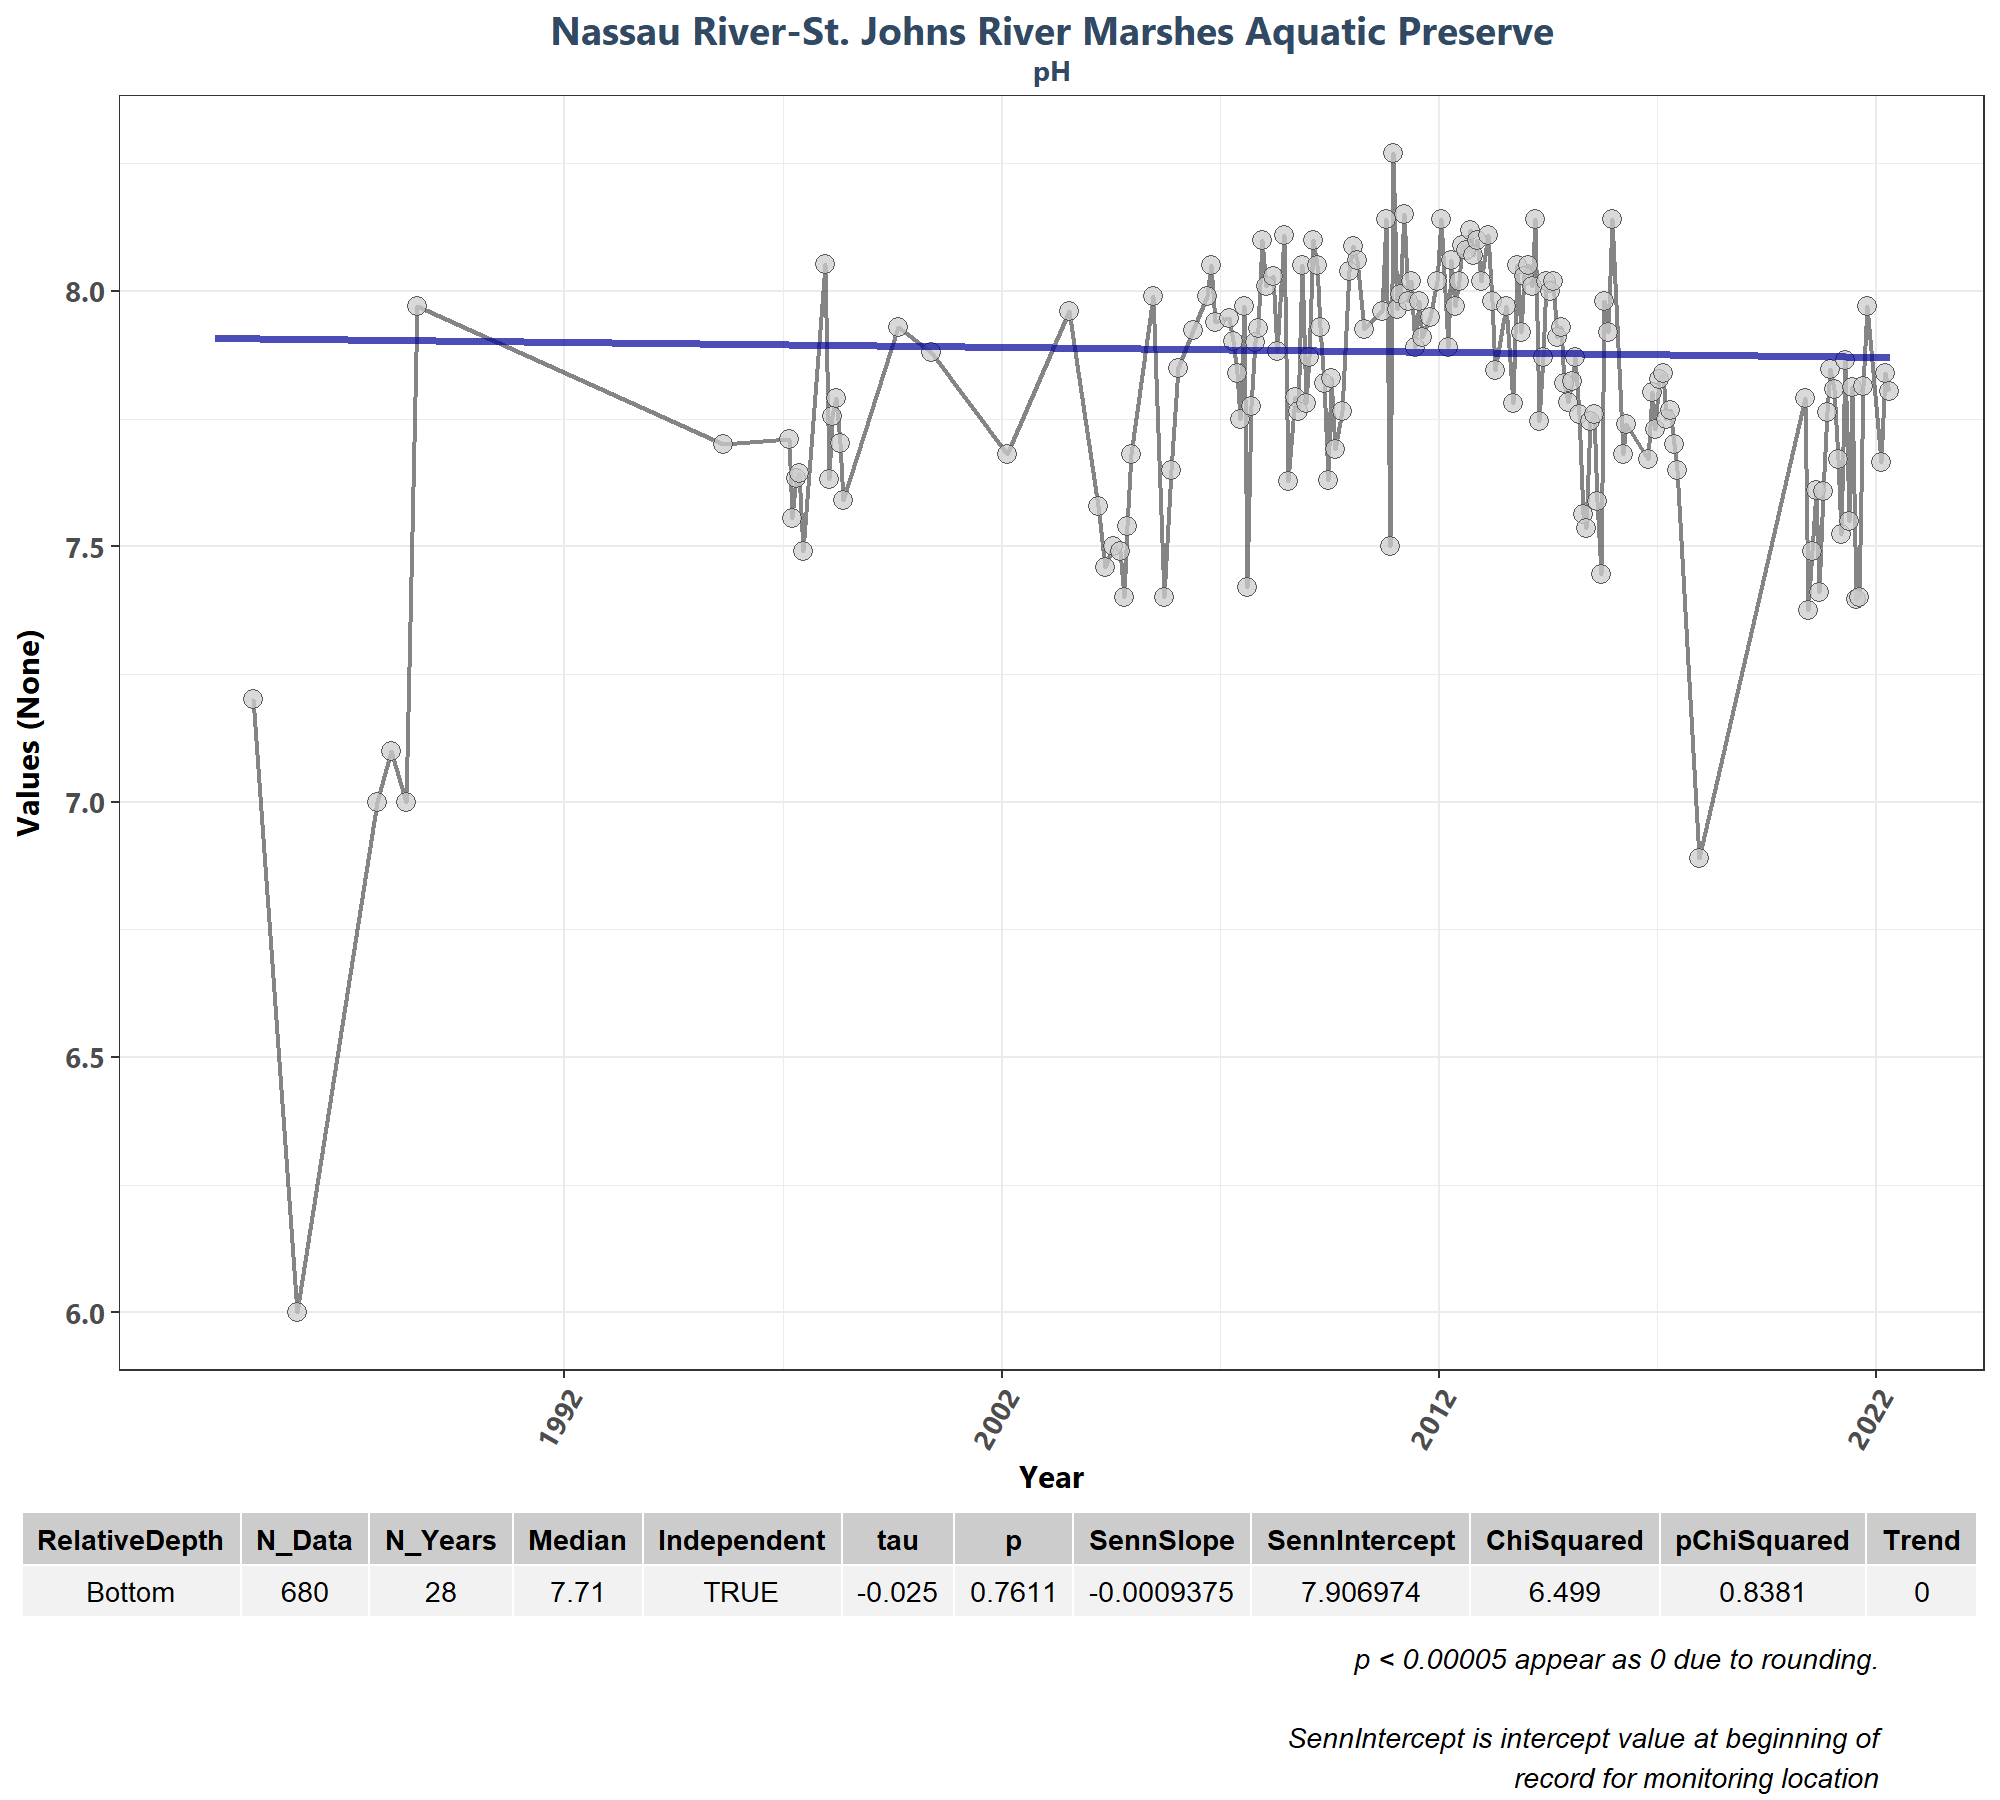 Nassau River-St. Johns River Marshes Aquatic Preserve
pH
8.0
7.5
7.0
6.5
6.0
Values (None)
1992
2002
2012
2022
Year
RelativeDepth N_Data N_Years Median Independent tau p SennSlope SennIntercept ChiSquared pChiSquared Trend
Bottom 680 28 7.71 TRUE -0.025 0.7611 -0.0009375 7.906974 6.499 0.8381 0
p < 0.00005 appear as 0 due to rounding.
SennIntercept is intercept value at beginning of
record for monitoring location